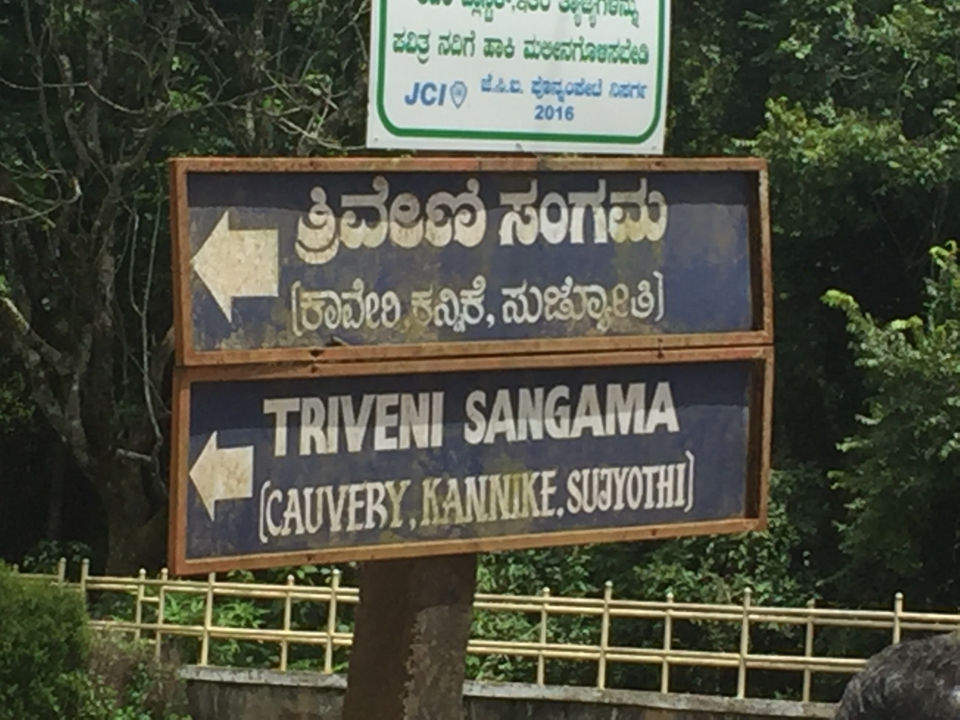 ಪವಿತ್ರ ನದಿಗೆ ಹಾಕಿ ಮಲೀನಗೊಳಿಸಬೇಡಿ
JCI ಜೆ.ಸಿ.ಐ. ಪೊನ್ನಂಪೇಟೆ ನಿಸರ್ಗ
2016
ತ್ರಿವೇಣಿ ಸಂಗಮ
(ಕಾವೇರಿ, ಕನ್ನಿಕೆ, ಸುಜ್ಯೋತಿ)
TRIVENI SANGAMA
(CAUVERY, KANNIKE, SUJYOTHI)